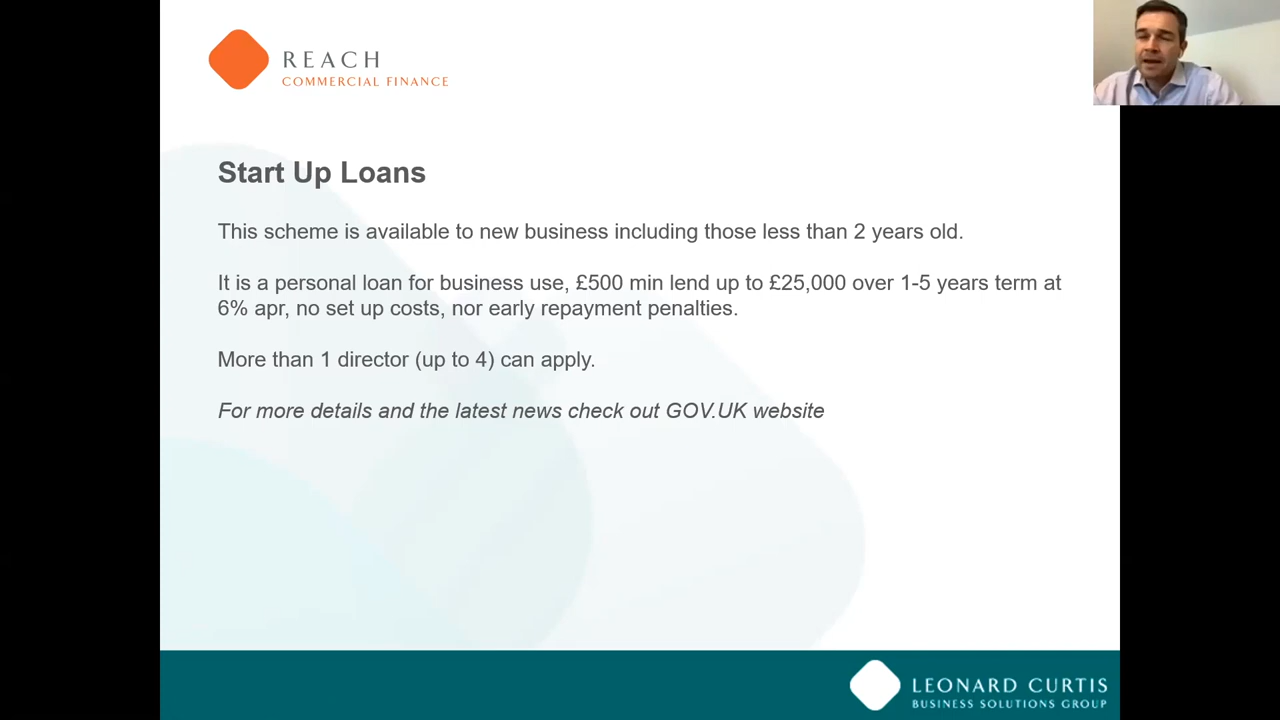 REACH
COMMERCIAL FINANCE
Start Up Loans
This scheme is available to new business including those less than 2 years old.
It is a personal loan for business use, £500 min lend up to £25,000 over 1-5 years term at
6% apr, no set up costs, nor early repayment penalties.
More than 1 director (up to 4) can apply.
For more details and the latest news check out GOV.UK website
LEONARD CURTIS
BUSINESS SOLUTIONS GROUP